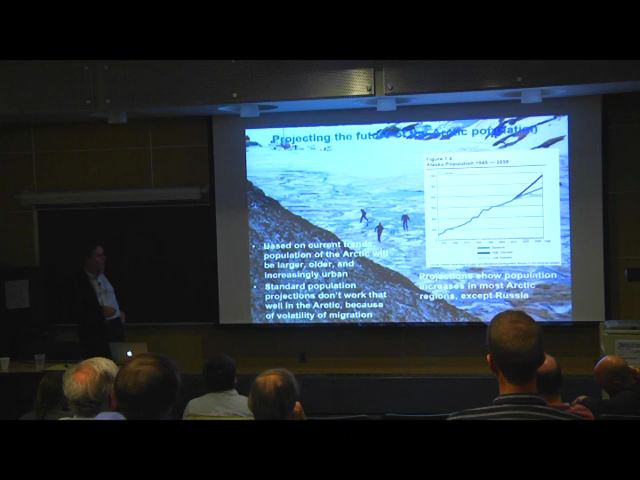 Projecting the future of the Arctic population
Figure 1.4
Alaska Population 1945 — 2030
• Based on current trends,
population of the Arctic will
be larger, older, and
increasingly urban
• Standard population
projections don't work that
well in the Arctic, because
of volatility of migration
Projections show population
increases in most Arctic
regions, except Russia